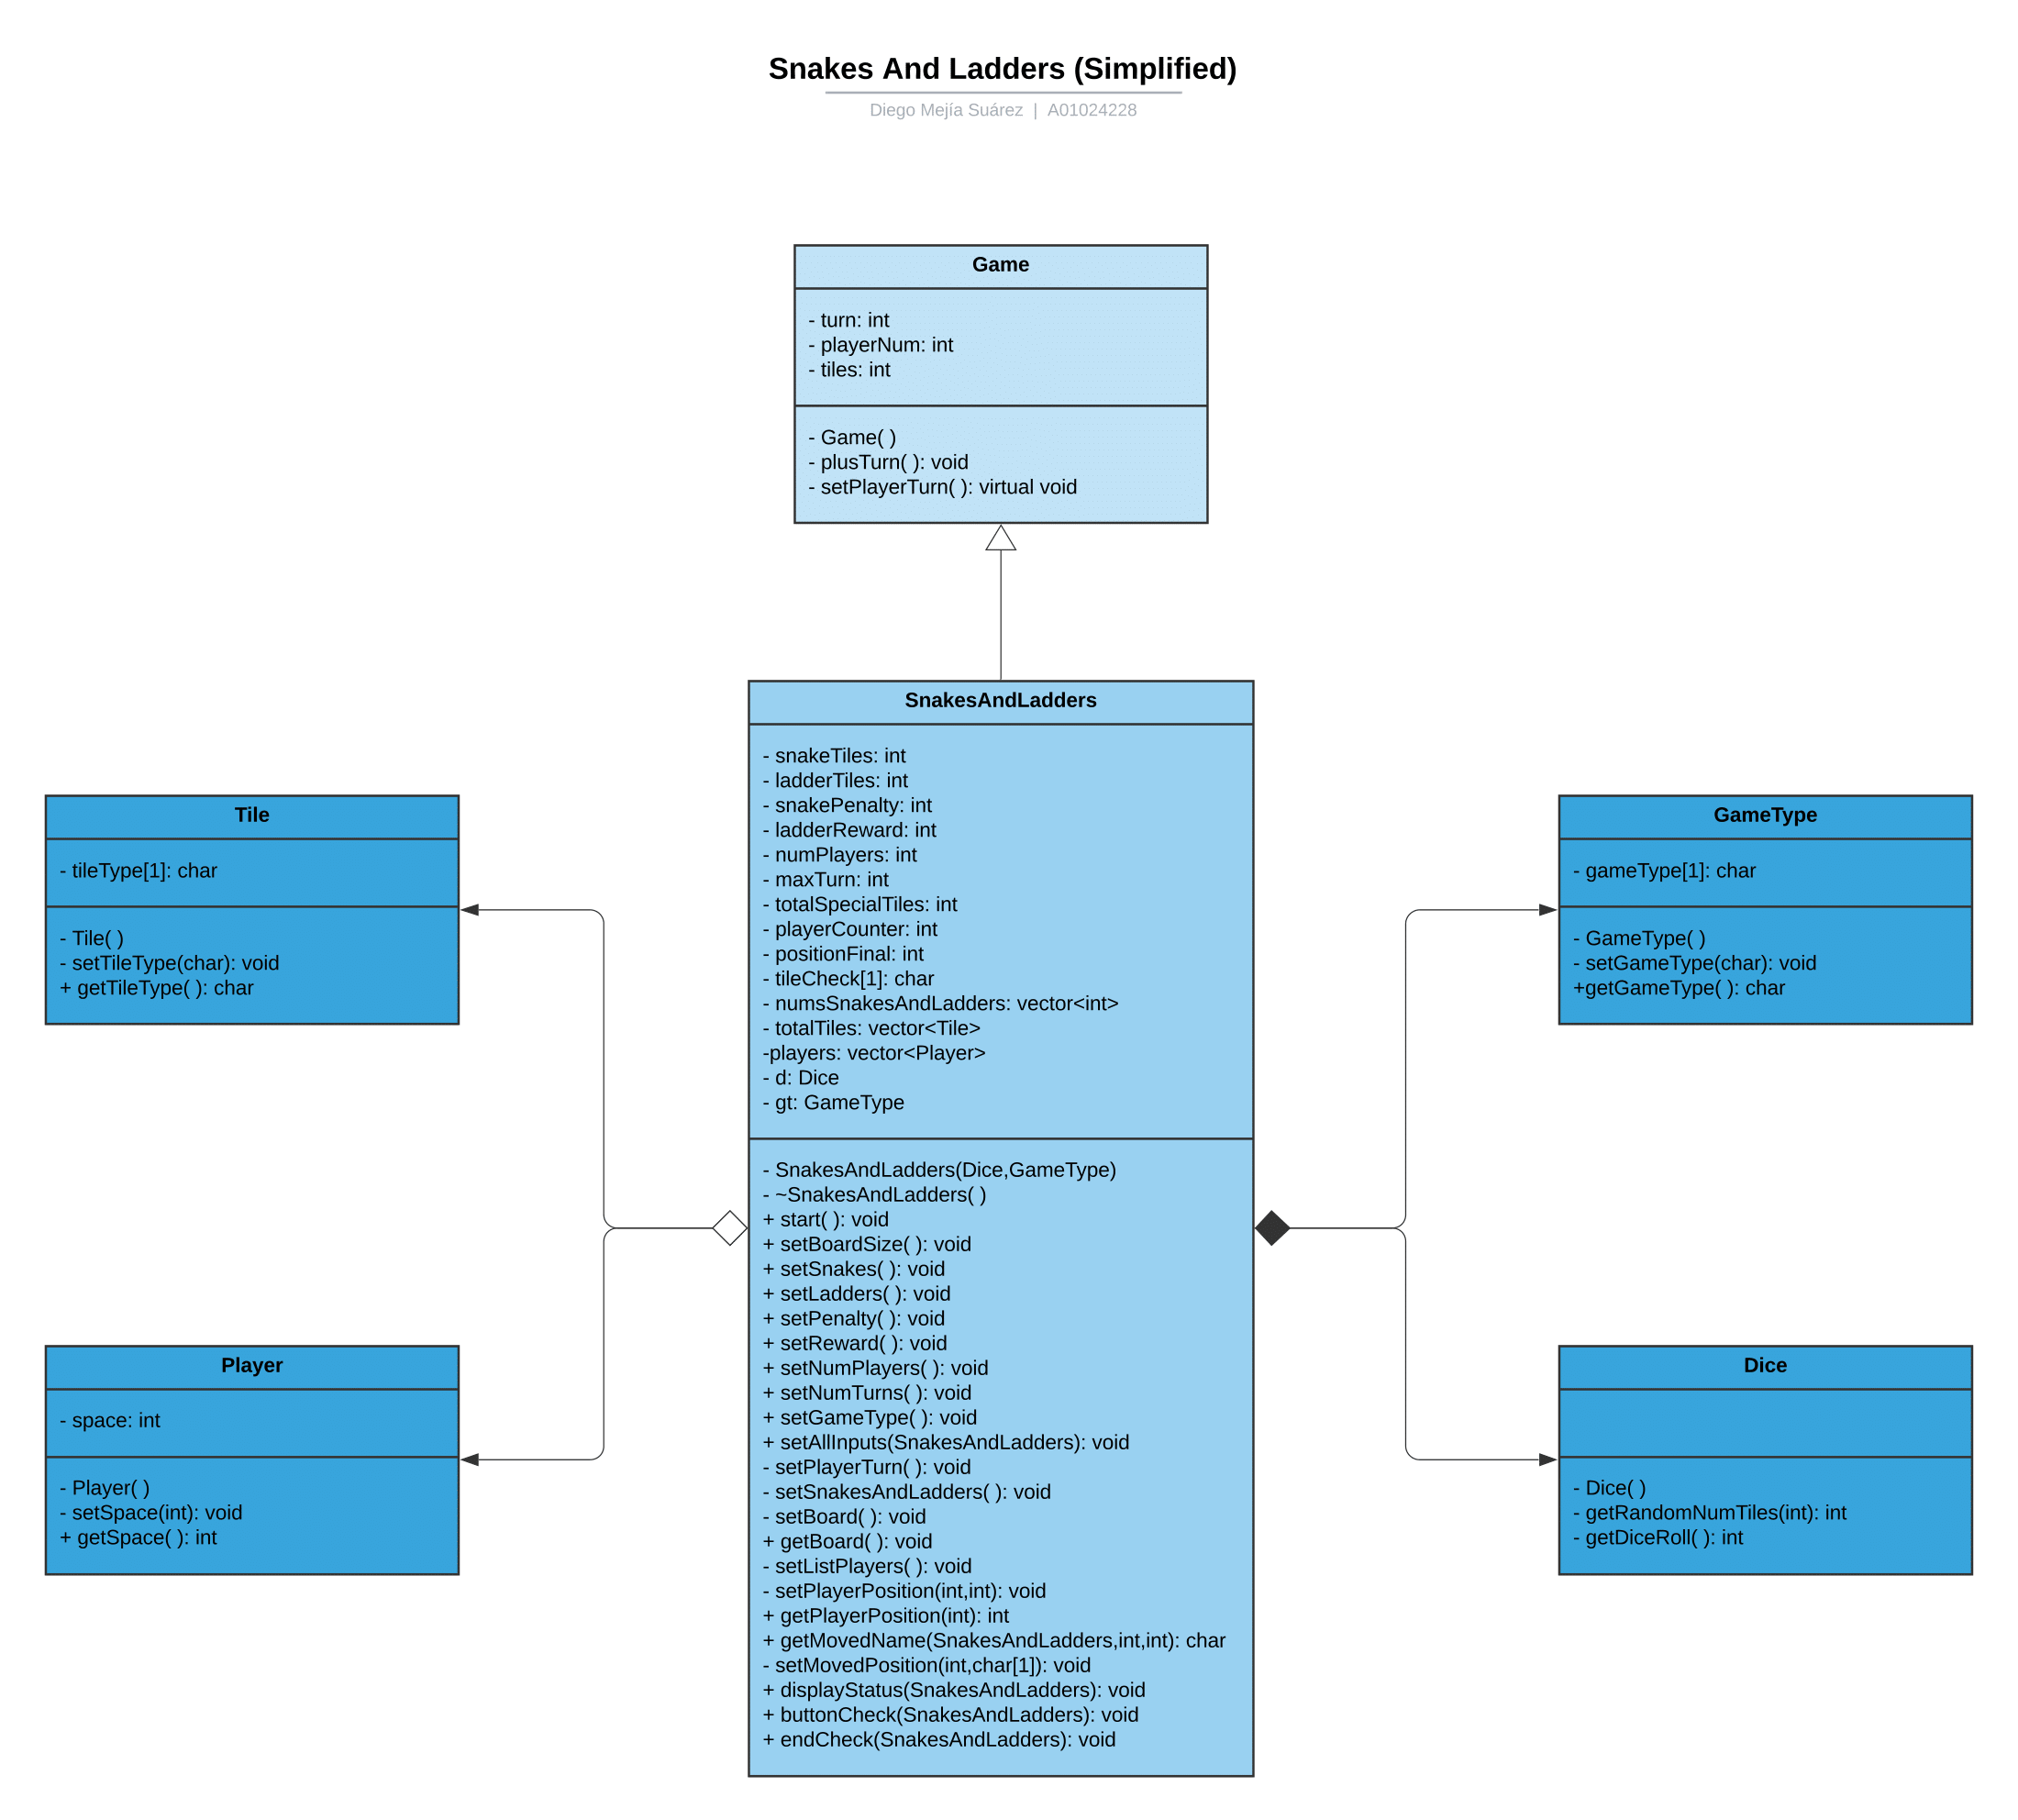 Snakes And Ladders (Simplified)
Diego Mejía Suárez | A01024228
Game
- turn: int
- playerNum: int
- tiles: int
- Game( )
- plusTurn( ): void
- setPlayerTurn( ): virtual void
SnakesAndLadders
- snakeTiles: int
- ladderTiles: int
- snakePenalty: int
- ladderReward: int
- numPlayers: int
- maxTurn: int
- totalSpecialTiles: int
- playerCounter: int
- positionFinal: int
- tileCheck[1]: char
- numsSnakesAndLadders: vector<int>
- totalTiles: vector<Tile>
-players: vector<Player>
- d: Dice
- gt: GameType
- SnakesAndLadders(Dice,GameType)
- ~SnakesAndLadders( )
+ start( ): void
+ setBoardSize( ): void
+ setSnakes( ): void
+ setLadders( ): void
+ setPenalty( ): void
+ setReward( ): void
+ setNumPlayers( ): void
+ setNumTurns( ): void
+ setGameType( ): void
+ setAllInputs(SnakesAndLadders): void
- setPlayerTurn( ): void
- setSnakesAndLadders( ): void
- setBoard( ): void
+ getBoard( ): void
- setListPlayers( ): void
- setPlayerPosition(int,int): void
+ getPlayerPosition(int): int
+ getMovedName(SnakesAndLadders,int,int): char
- setMovedPosition(int,char[1]): void
+ displayStatus(SnakesAndLadders): void
+ buttonCheck(SnakesAndLadders): void
+ endCheck(SnakesAndLadders): void
Tile
- tileType[1]: char
- Tile( )
- setTileType(char): void
+ getTileType( ): char
Player
- space: int
- Player( )
- setSpace(int): void
+ getSpace( ): int
GameType
- gameType[1]: char
- GameType( )
- setGameType(char): void
+getGameType( ): char
Dice
- Dice( )
- getRandomNumTiles(int): int
- getDiceRoll( ): int